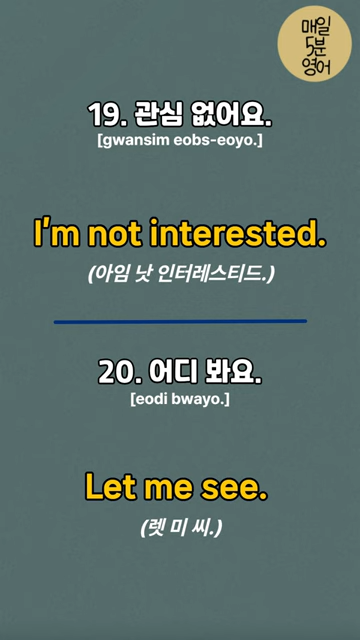 매일
5분
영어
19. 관심 없어요.
[gwansim eobs-eoyo.]
I'm not interested.
(아임 낫 인터레스티드.)
20. 어디 봐요.
[eodi bwayo.]
Let me see.
(렛 미 씨.)